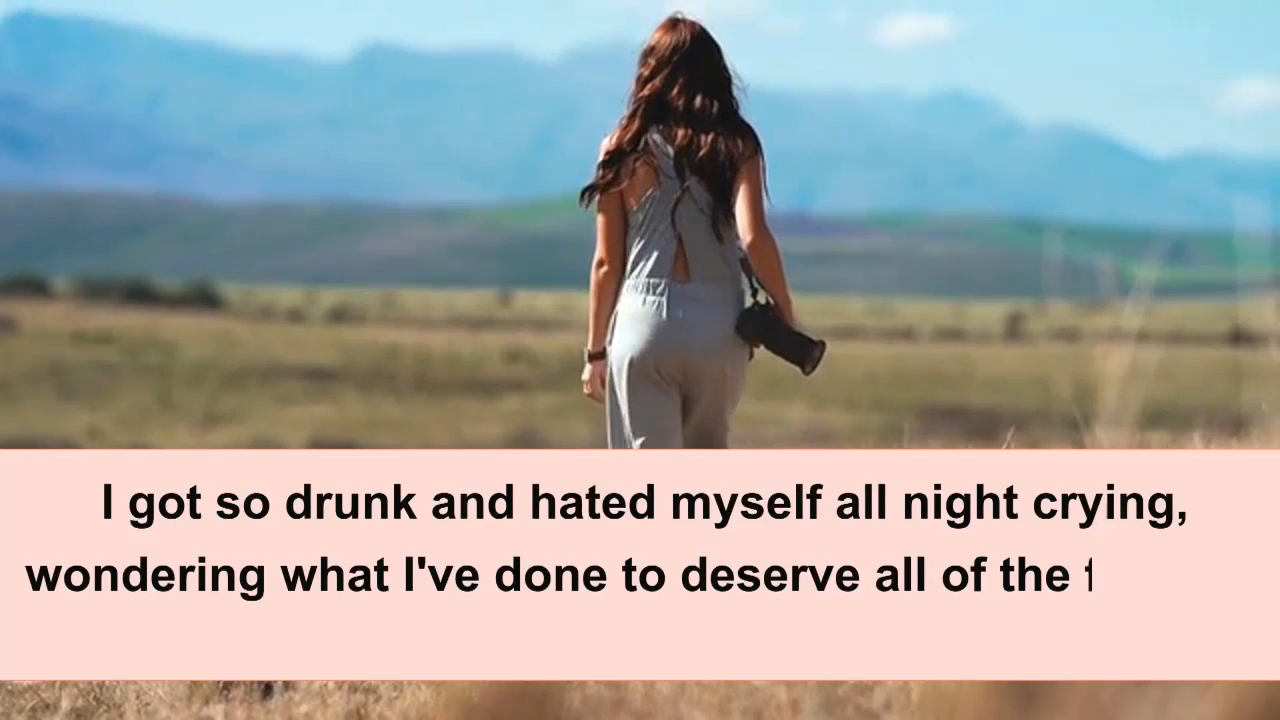 I got so drunk and hated myself all night crying,
wondering what I've done to deserve all of the